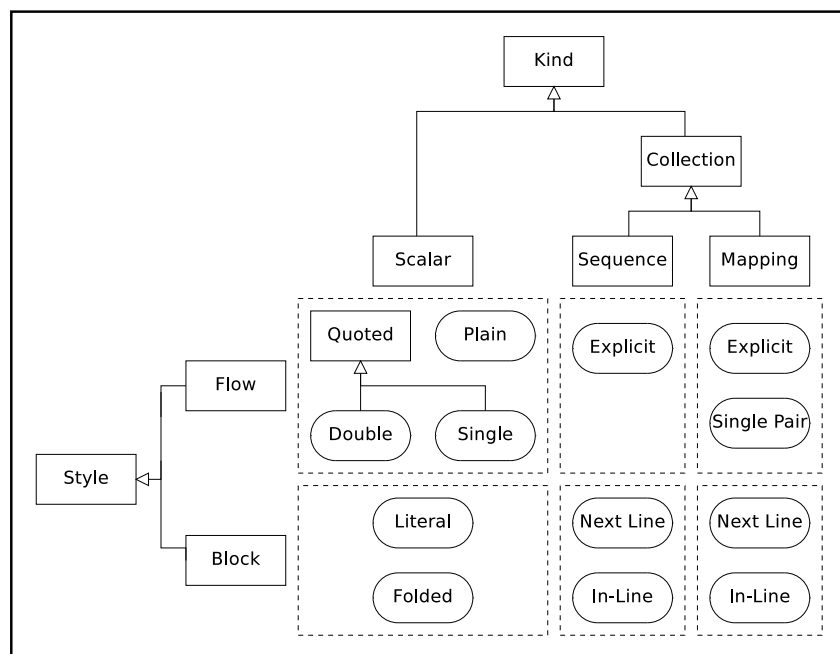 Kind
Collection
Scalar
Sequence
Mapping
Quoted
Plain
Explicit
Explicit
Flow
Double
Single
Single Pair
Style
Literal
Next Line
Next Line
Block
Folded
In-Line
In-Line